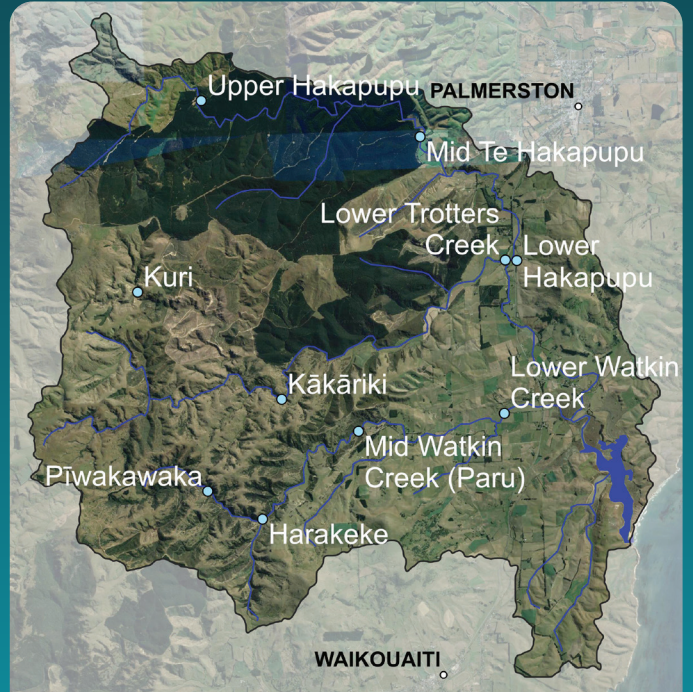 Upper Hakapupu
PALMERSTON
Mid Te Hakapupu
Lower Trotters
Creek
Lower
Hakapupu
Kuri
Lower Watkin
Creek
Kākāriki
Mid Watkin
Creek (Paru)
Pīwakawaka
Harakeke
WAIKOUAITI